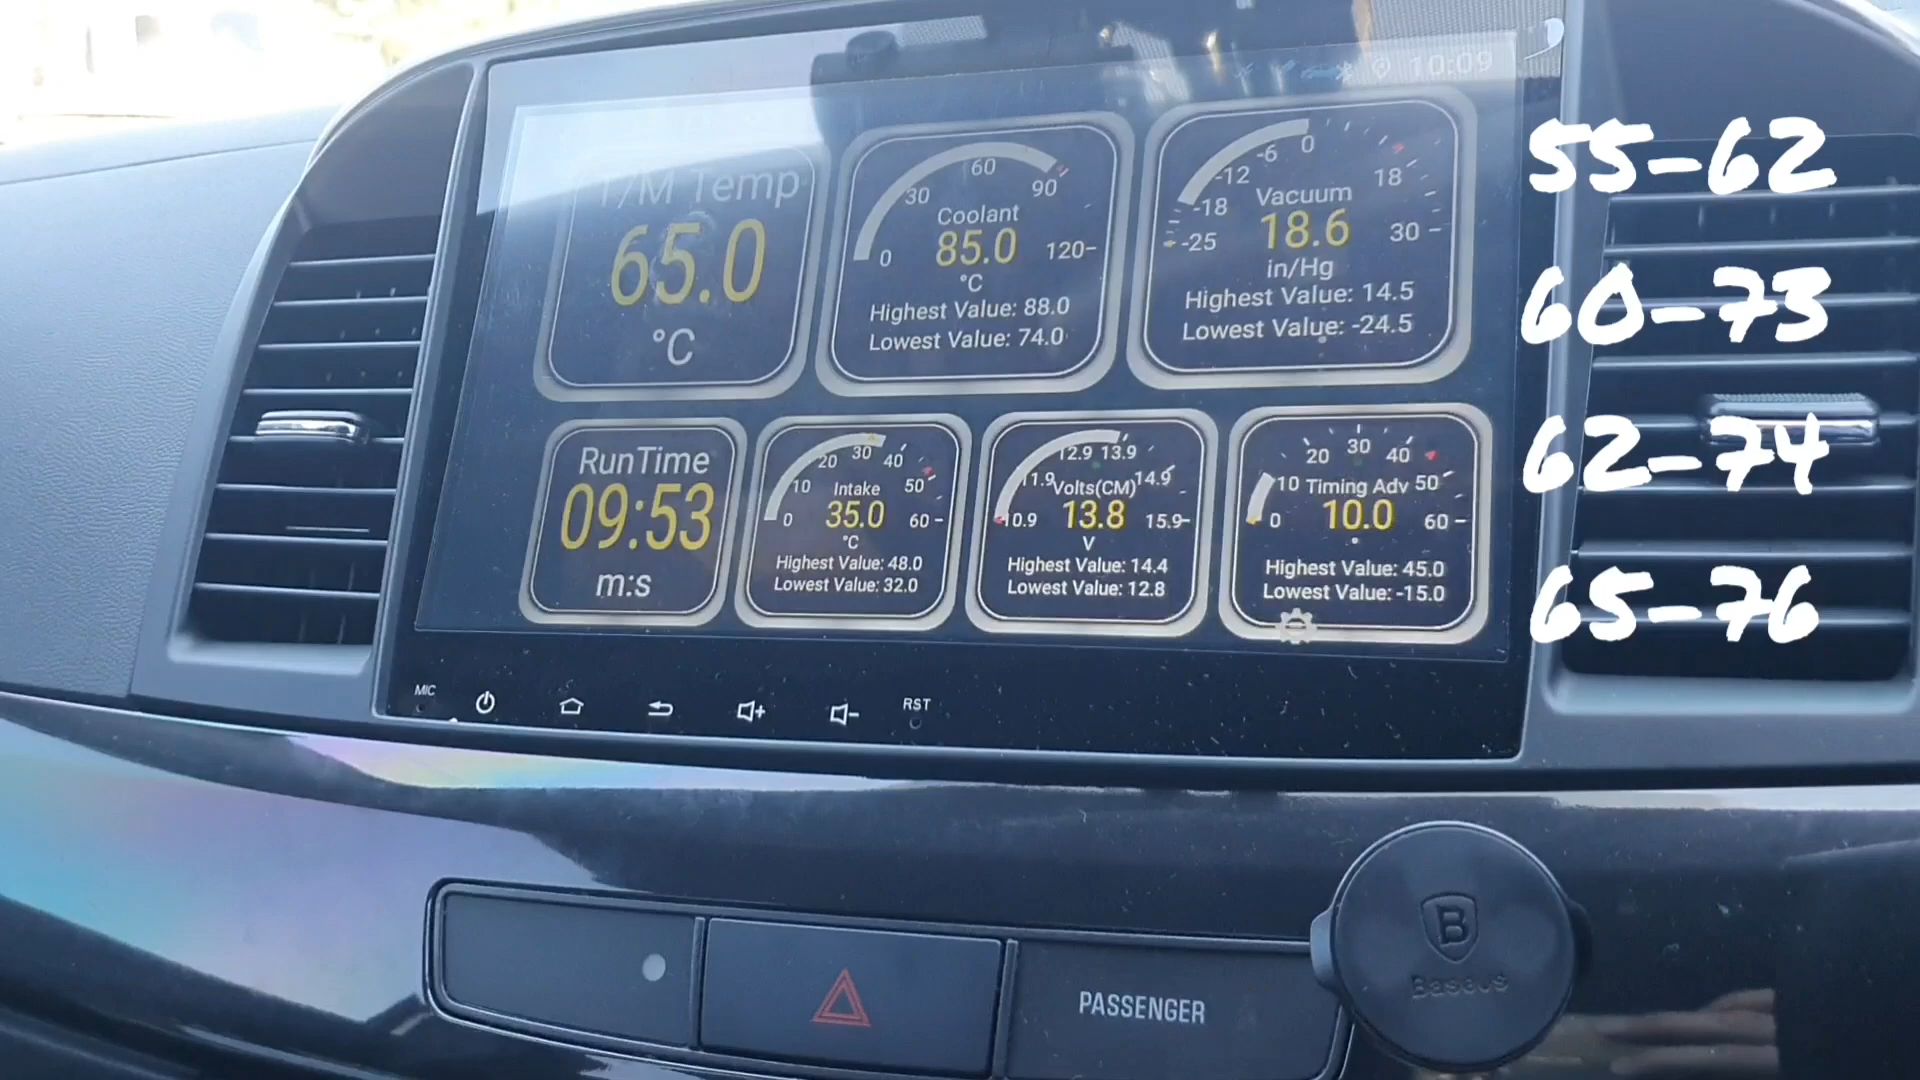 10:09
T/M Temp
65.0
°C
30
60
90
0
120
Coolant
85.0
°C
Highest Value: 88.0
Lowest Value: 74.0
-25
-18
-12
-6
0
18
30
Vacuum
18.6
in/Hg
Highest Value: 14.5
Lowest Value: -24.5
RunTime
09:53
m:s
0
10
20
30
40
50
60
Intake
35.0
°C
Highest Value: 48.0
Lowest Value: 32.0
10.9
11.9
12.9
13.9
14.9
15.9
Volts(CM)
13.8
V
Highest Value: 14.4
Lowest Value: 12.8
0
10
20
30
40
50
60
Timing Adv
10.0
°
Highest Value: 45.0
Lowest Value: -15.0
55-62
60-73
62-74
65-76
MIC
RST
PASSENGER
B
Baseus